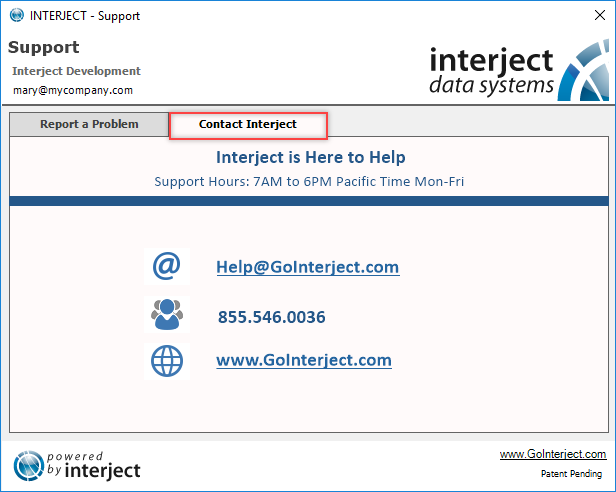 INTERJECT - Support
Support
Interject Development
mary@mycompany.com
interject
data systems
Report a Problem
Contact Interject
Interject is Here to Help
Support Hours: 7AM to 6PM Pacific Time Mon-Fri
@
Help@GoInterject.com
855.546.0036
www.GoInterject.com
powered
by interject
www.GoInterject.com
Patent Pending